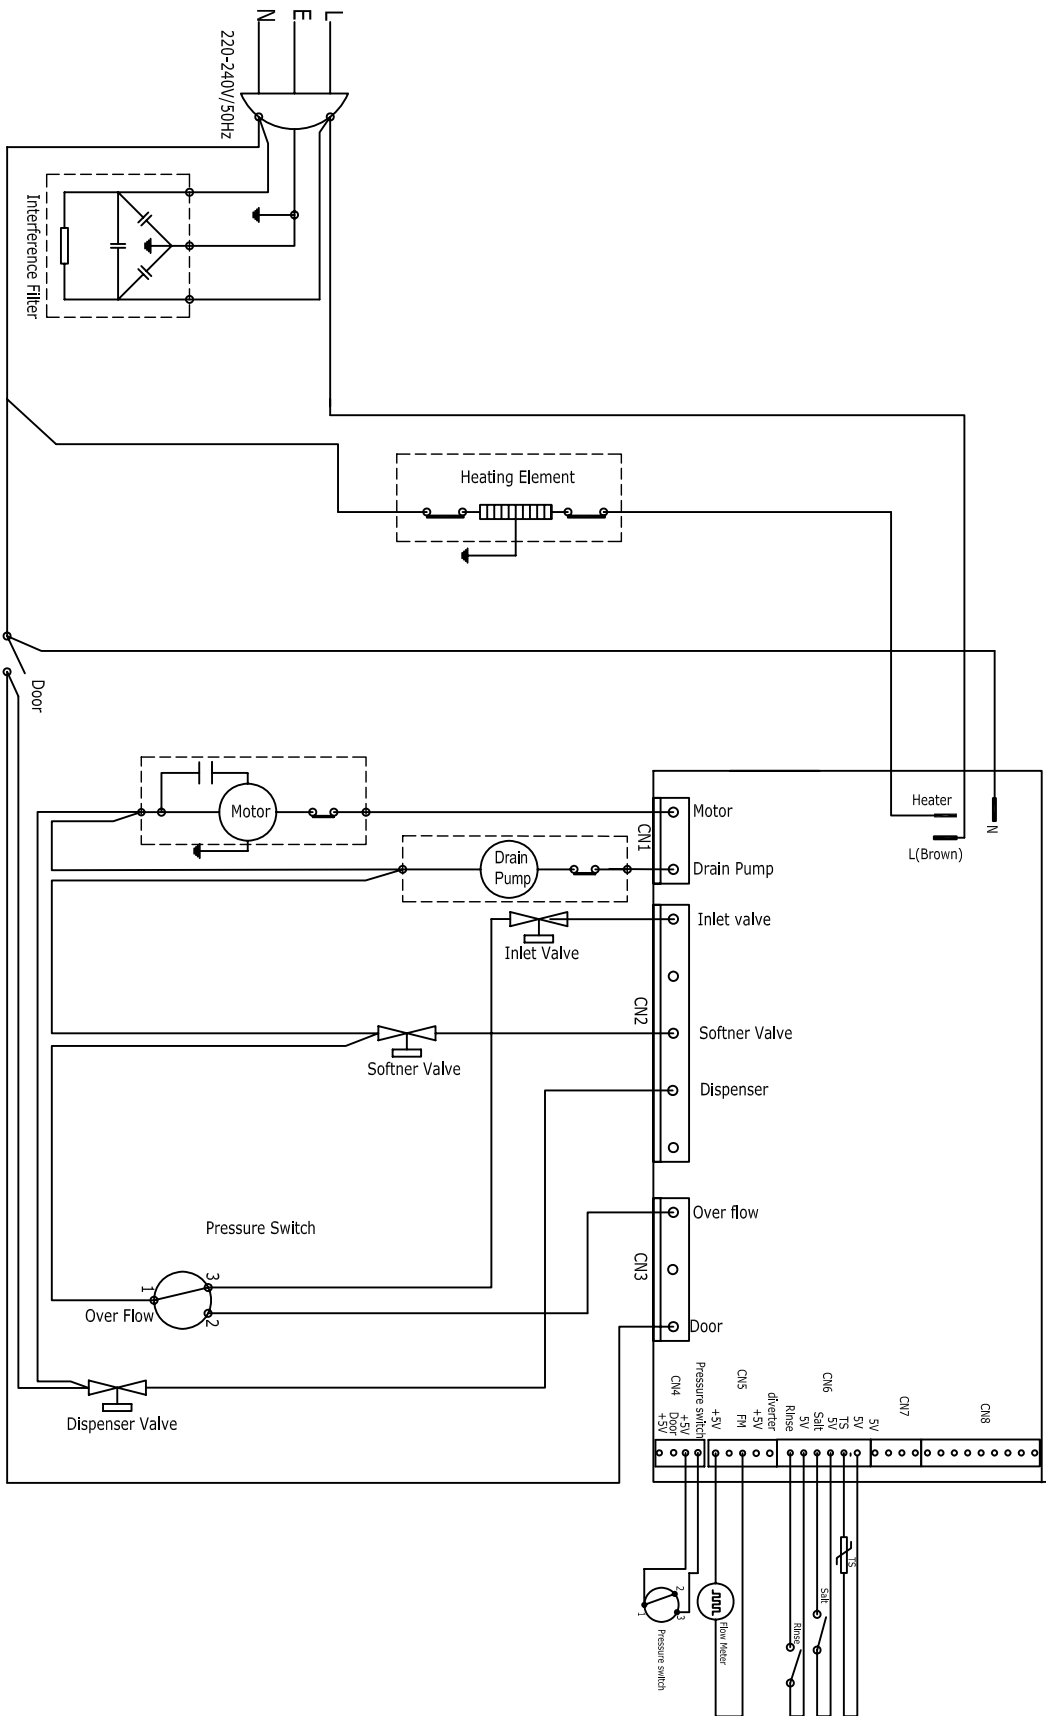 L
E
N
220-240V/50Hz
Interference Filter
Heating Element
Door
Motor
Drain
Pump
Inlet Valve
Softner Valve
Pressure Switch
3
1
2
Over Flow
Dispenser Valve
Heater
N
L(Brown)
CN1
Motor
Drain Pump
CN2
Inlet valve
Softner Valve
Dispenser
CN3
Over flow
Door
CN4
+5V
Door
+5V
Pressure switch
CN5
+5V
FM
+5V
diverter
CN6
Rinse
5V
Salt
5V
TS
5V
5V
CN7
CN8
TS
Salt
Rinse
Flow Meter
2
1
3
Pressure switch